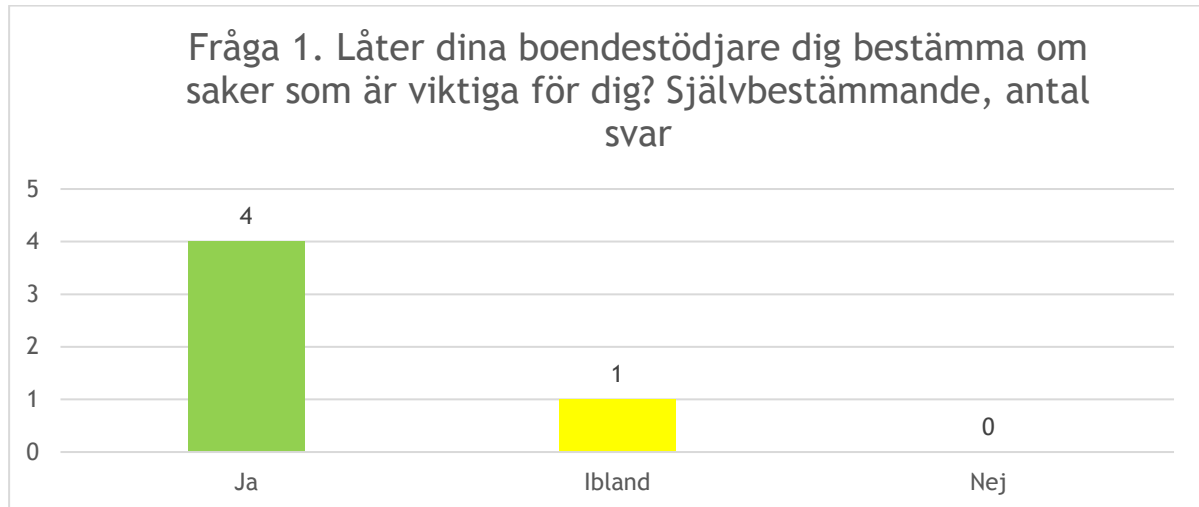 Fråga 1. Låter dina boendestödjare dig bestämma om
saker som är viktiga för dig? Självbestämmande, antal
svar
5
4
4
3
2
1
1
0
0
Ja
Ibland
Nej